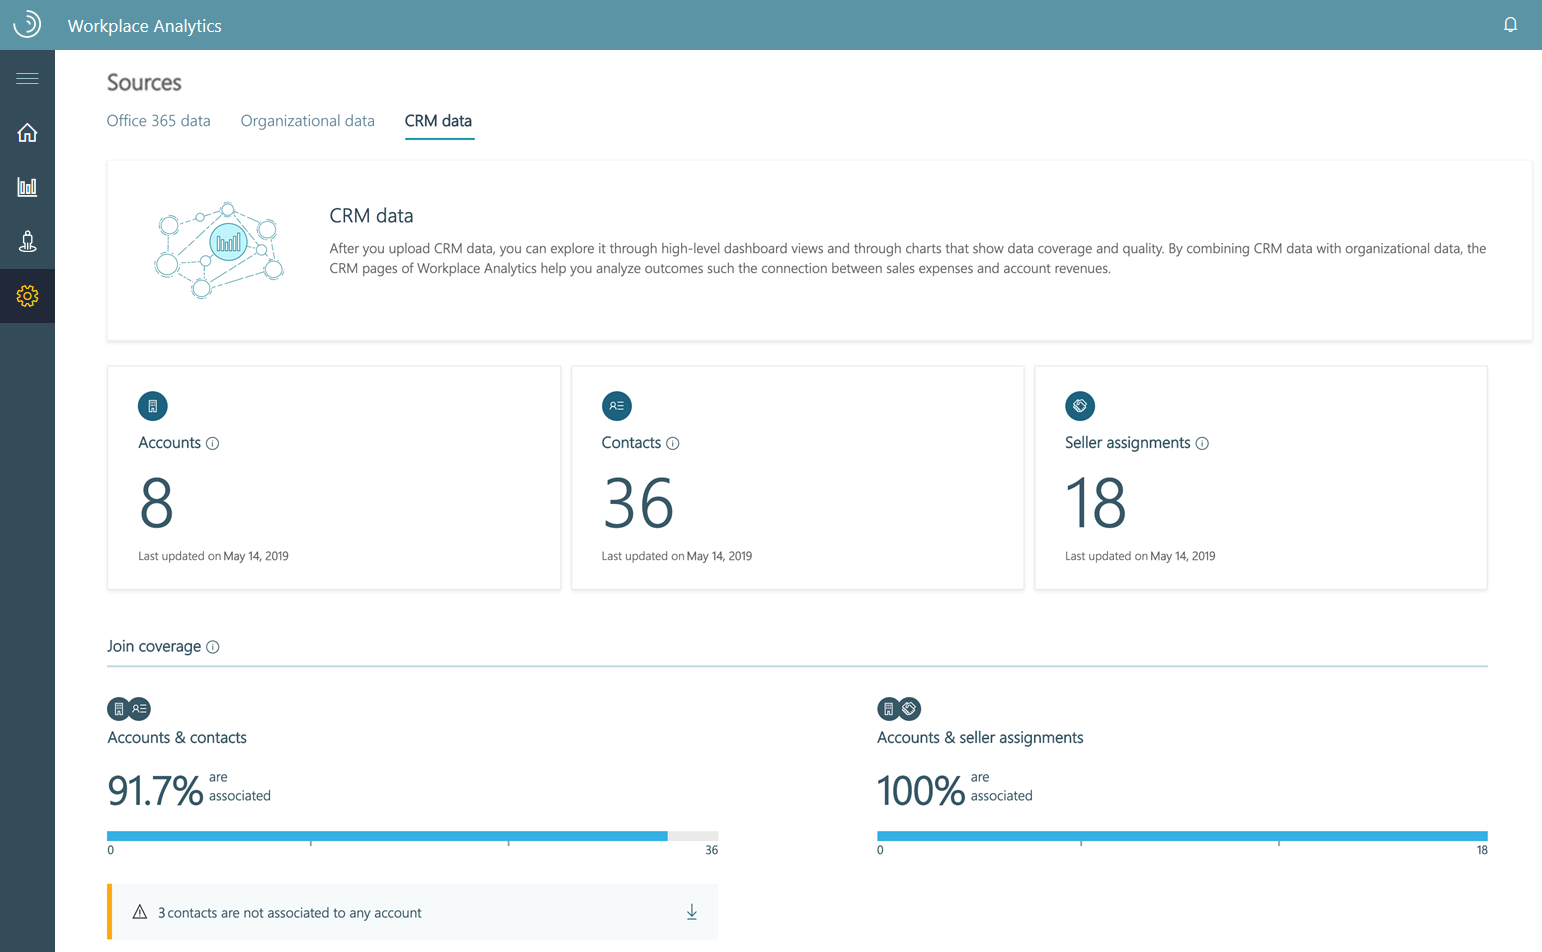 Workplace Analytics
Sources
Office 365 data
Organizational data
CRM data
CRM data
After you upload CRM data, you can explore it through high-level dashboard views and through charts that show data coverage and quality. By combining CRM data with organizational data, the
CRM pages of Workplace Analytics help you analyze outcomes such the connection between sales expenses and account revenues.
Accounts
8
Last updated on May 14, 2019
Contacts
36
Last updated on May 14, 2019
Seller assignments
18
Last updated on May 14, 2019
Join coverage
Accounts & contacts
91.7% are
associated
0
36
3 contacts are not associated to any account
Accounts & seller assignments
100% are
associated
0
18